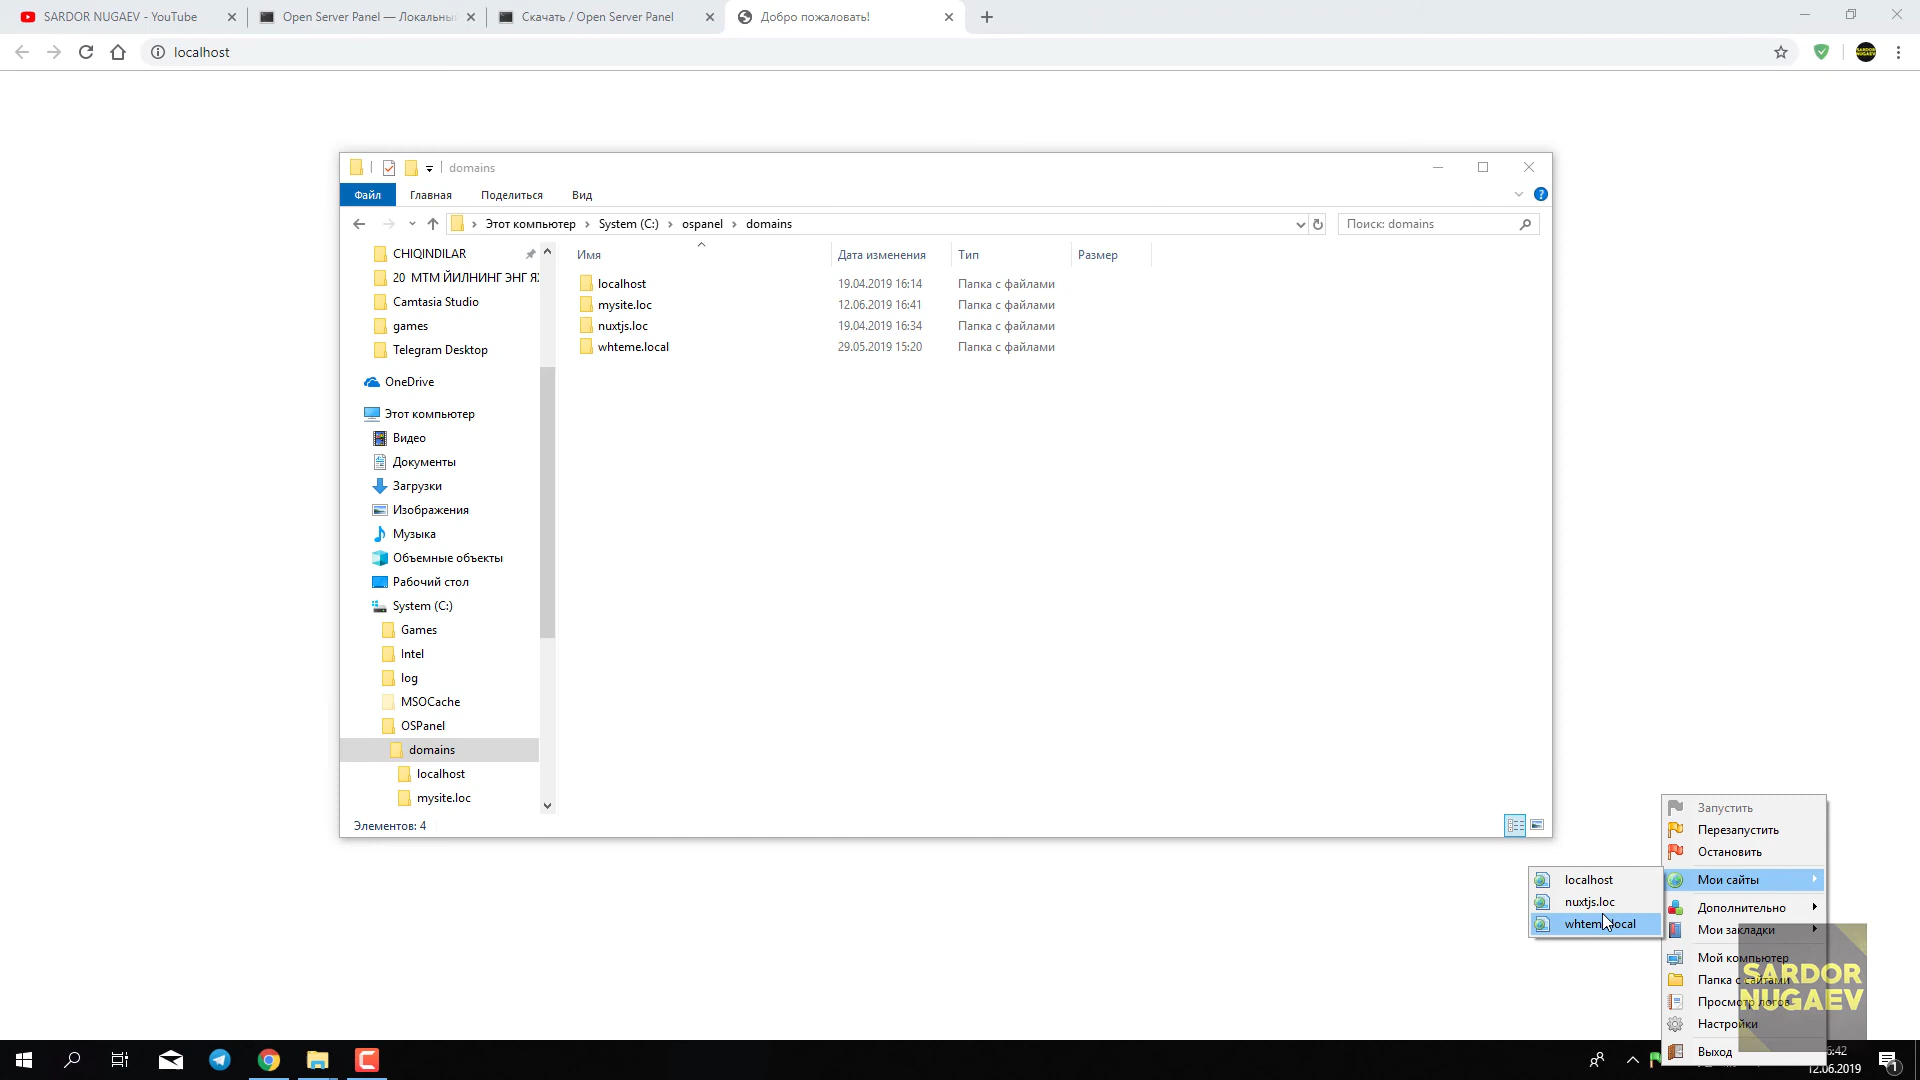 SARDOR NUGAEV - YouTube
Open Server Panel — Локальный
Скачать / Open Server Panel
Добро пожаловать!
localhost
domains
Файл
Главная
Поделиться
Вид
Этот компьютер
System (C:)
ospanel
domains
Поиск: domains
CHIQINDILAR
20 МТМ ЙИЛНИНГ ЭНГ
Camtasia Studio
games
Telegram Desktop
OneDrive
Этот компьютер
Видео
Документы
Загрузки
Изображения
Музыка
Объемные объекты
Рабочий стол
System (C:)
Games
Intel
log
MSOCache
OSPanel
domains
localhost
mysite.loc
Имя
Дата изменения
Тип
Размер
localhost
19.04.2019 16:14
Папка с файлами
mysite.loc
12.06.2019 16:41
Папка с файлами
nuxtjs.loc
19.04.2019 16:34
Папка с файлами
whteme.local
29.05.2019 15:20
Папка с файлами
Элементов: 4
localhost
nuxtjs.loc
whteme.local
Запустить
Перезапустить
Остановить
Мои сайты
Дополнительно
Мои закладки
Мой компьютер
Папка с сайтами
Просмотр логов
Настройки
Выход
SARDOR
NUGAEV
12.06.2019
1